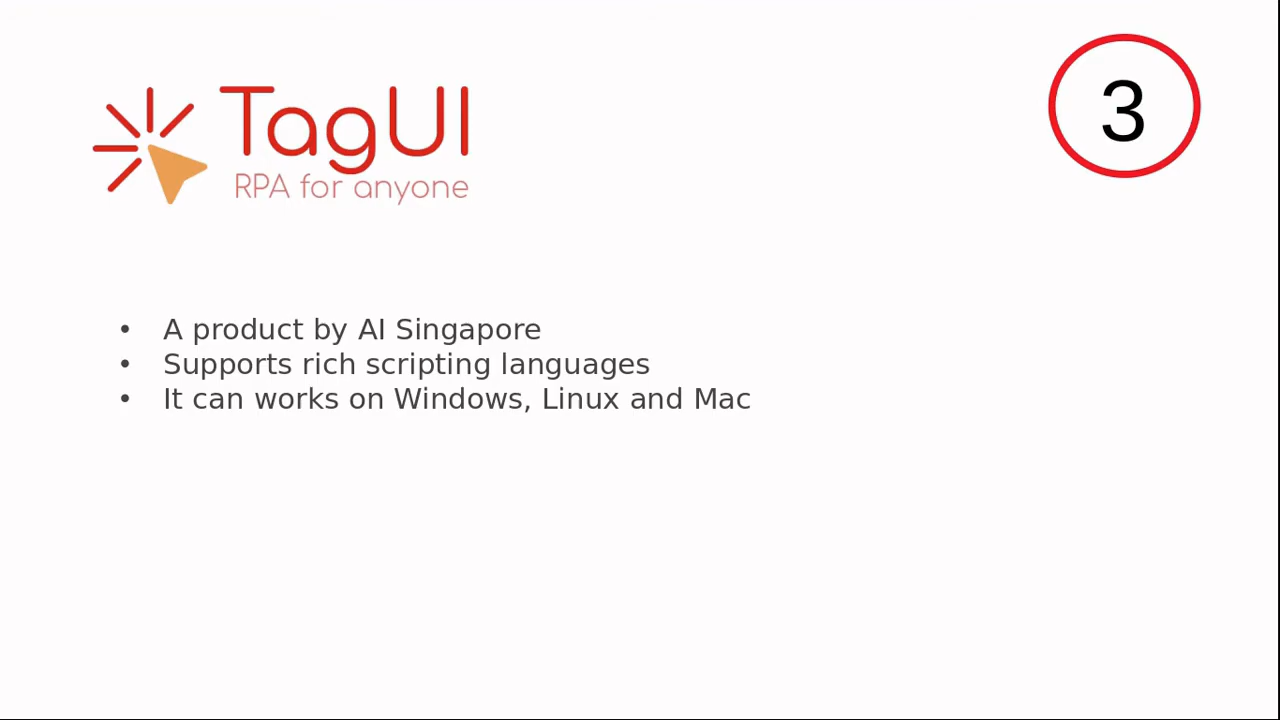 TagUI
RPA for anyone
3
• A product by AI Singapore
• Supports rich scripting languages
• It can works on Windows, Linux and Mac